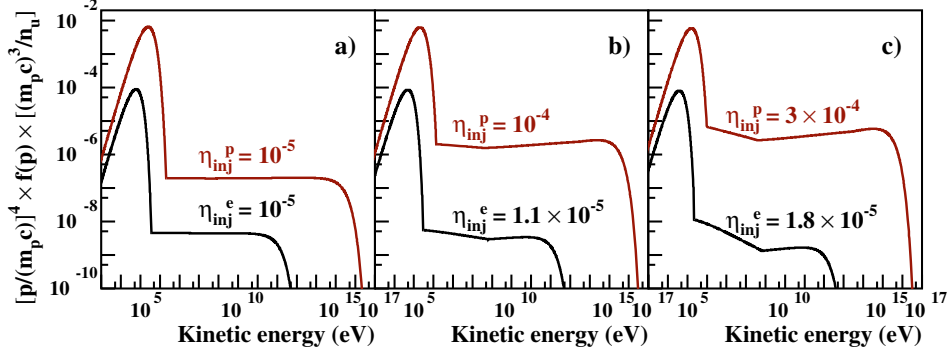 [p/(m_p c)]^4 × f(p) × [(m_p c)^3/n_u]
10^-2
10^-4
10^-6
10^-8
10^-10
a)
η_inj^p = 10^-5
η_inj^e = 10^-5
10^5
10^10
10^15
10^17
Kinetic energy (eV)
b)
η_inj^p = 10^-4
η_inj^e = 1.1 × 10^-5
10^5
10^10
10^15
10^17
Kinetic energy (eV)
c)
η_inj^p = 3 × 10^-4
η_inj^e = 1.8 × 10^-5
10^5
10^10
10^15
10^17
Kinetic energy (eV)